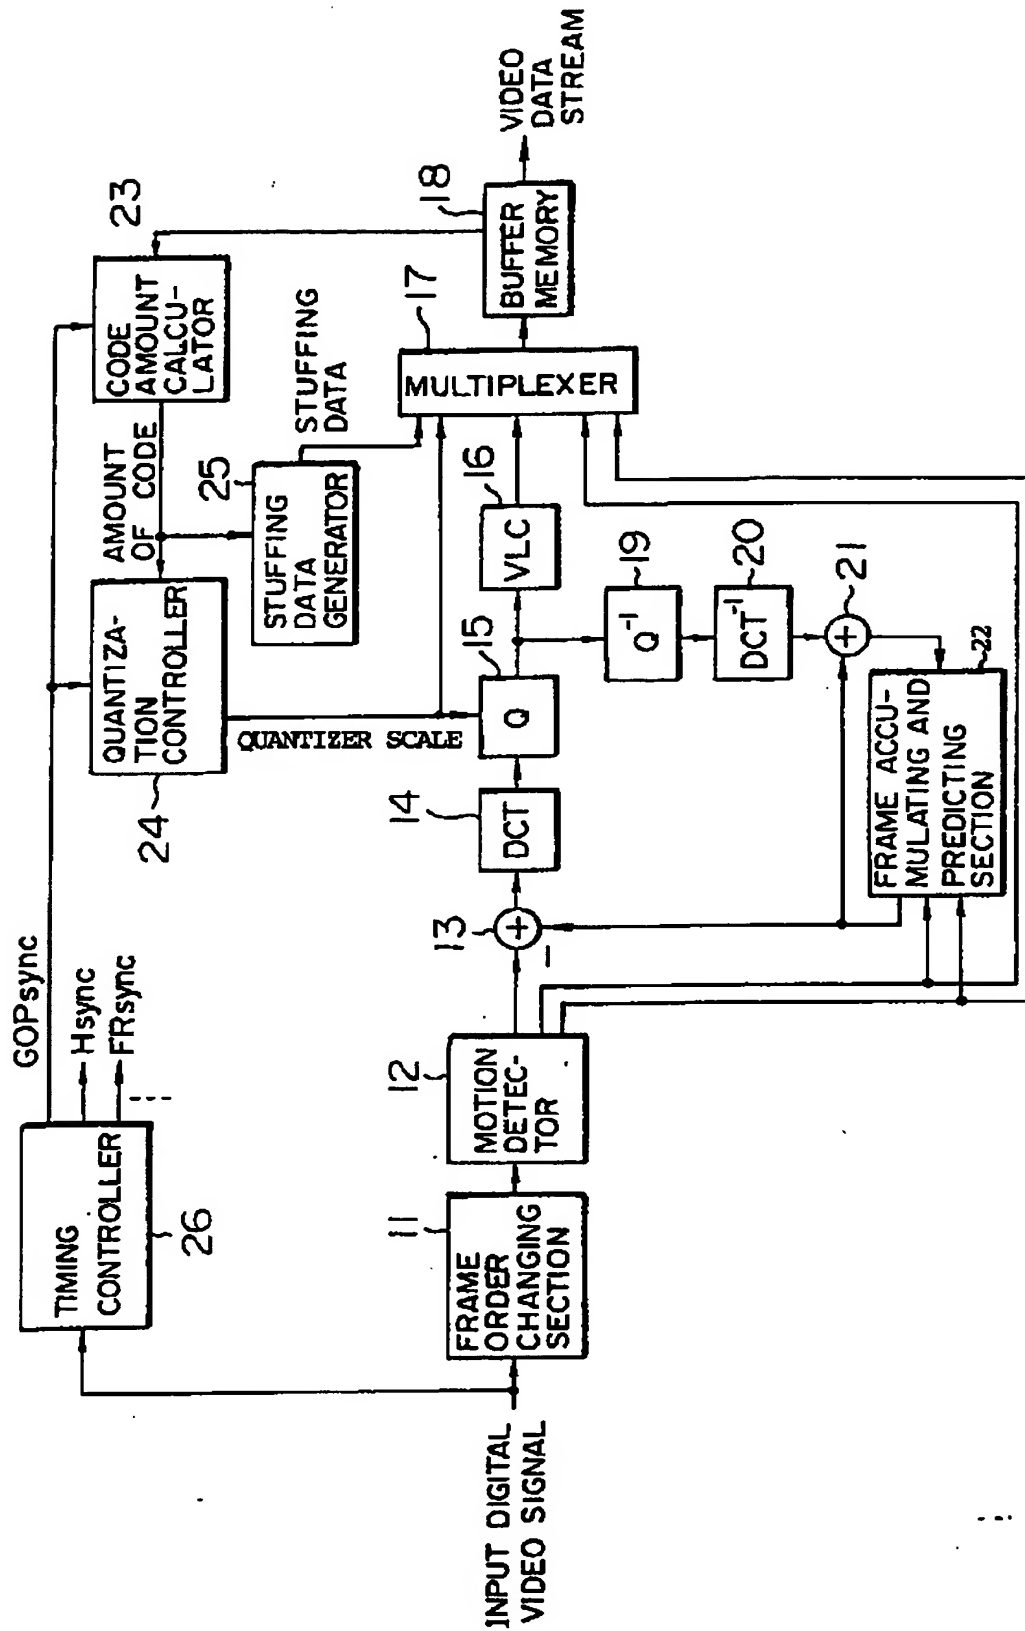 GOPsync
Hsync
FRsync
TIMING
CONTROLLER
26
INPUT DIGITAL
VIDEO SIGNAL
FRAME
ORDER
CHANGING
SECTION
11
MOTION
DETEC-
TOR
12
13
+
-
DCT
14
Q
15
VLC
16
MULTIPLEXER
17
BUFFER
MEMORY
18
VIDEO
DATA
STREAM
QUANTIZA-
TION
CONTROLLER
24
QUANTIZER SCALE
AMOUNT
OF CODE
CODE
AMOUNT
CALCU-
LATOR
23
STUFFING
DATA
GENERATOR
25
STUFFING
DATA
Q-1
19
DCT-1
20
+
21
FRAME ACCU-
MULATING AND
PREDICTING
SECTION
22